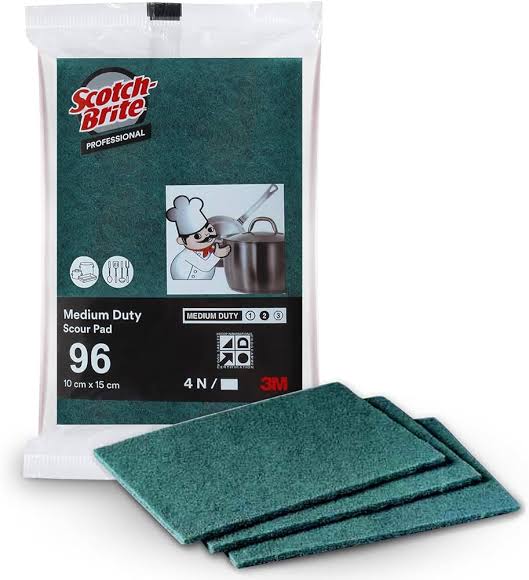 Scotch-
Brite
PROFESSIONAL
Medium Duty
Scour Pad
96
10 cm x 15 cm
MEDIUM DUTY 1 2 3
CERTIFICATION
4 N /
3M